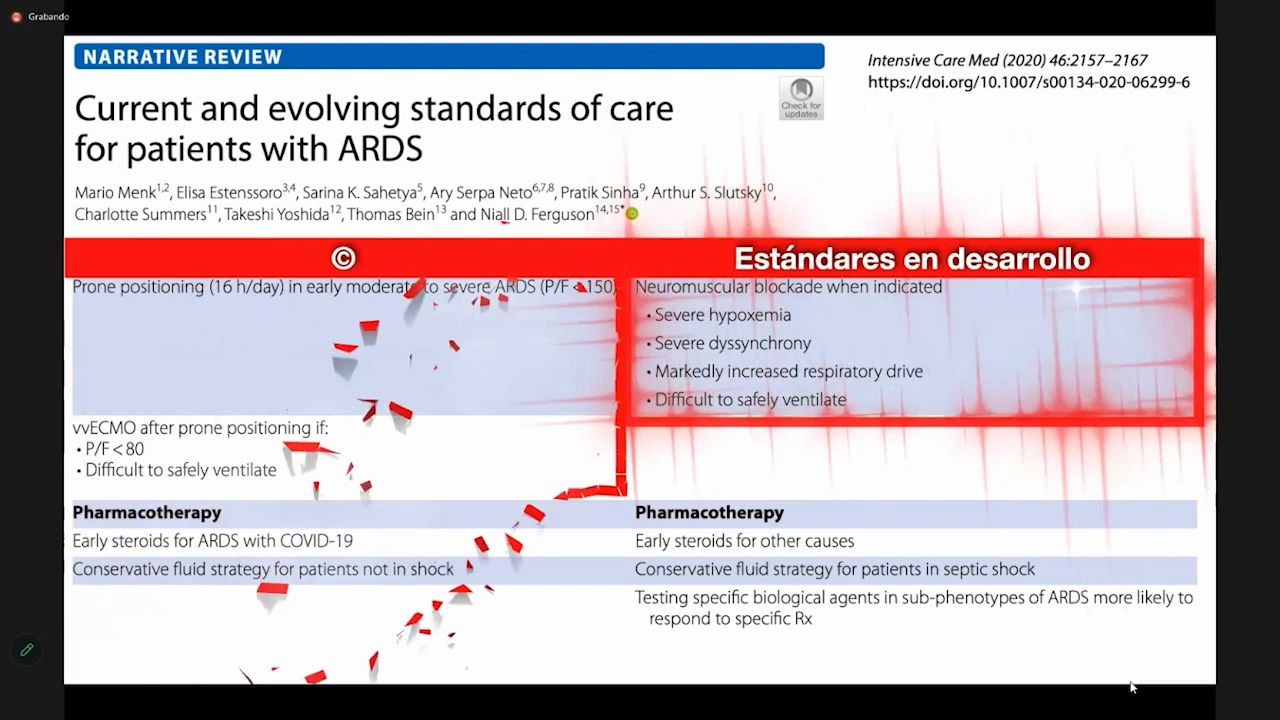 Grabando
NARRATIVE REVIEW
Intensive Care Med (2020) 46:2157–2167
https://doi.org/10.1007/s00134-020-06299-6
Check for
updates
Current and evolving standards of care
for patients with ARDS
Mario Menk1,2, Elisa Estenssoro3,4, Sarina K. Sahetya5, Ary Serpa Neto6,7,8, Pratik Sinha9, Arthur S. Slutsky10,
Charlotte Summers11, Takeshi Yoshida12, Thomas Bein13 and Niall D. Ferguson14,15*
©
Estándares en desarrollo
Prone positioning (16 h/day) in early moderate to severe ARDS (P/F < 150)
Neuromuscular blockade when indicated
• Severe hypoxemia
• Severe dyssynchrony
• Markedly increased respiratory drive
• Difficult to safely ventilate
vvECMO after prone positioning if:
• P/F < 80
• Difficult to safely ventilate
Pharmacotherapy
Pharmacotherapy
Early steroids for ARDS with COVID-19
Early steroids for other causes
Conservative fluid strategy for patients not in shock
Conservative fluid strategy for patients in septic shock
Testing specific biological agents in sub-phenotypes of ARDS more likely to
respond to specific Rx